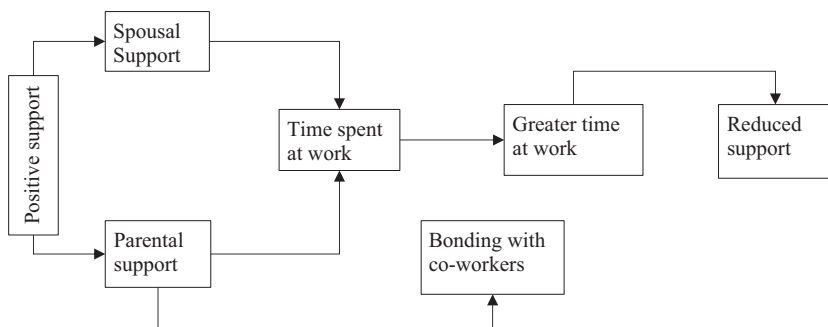 Spousal
Support
Positive support
Time spent
at work
Greater time
at work
Reduced
support
Parental
support
Bonding with
co-workers